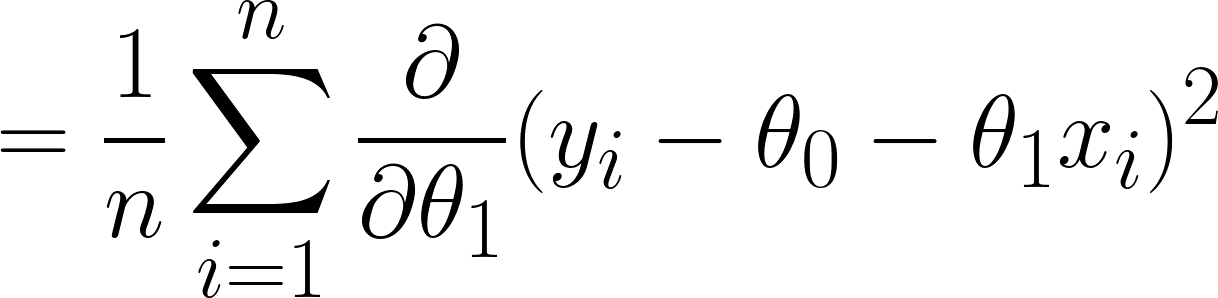 = \frac{1}{n} \sum_{i=1}^{n} \frac{\partial}{\partial \theta_1} (y_i - \theta_0 - \theta_1 x_i)^2